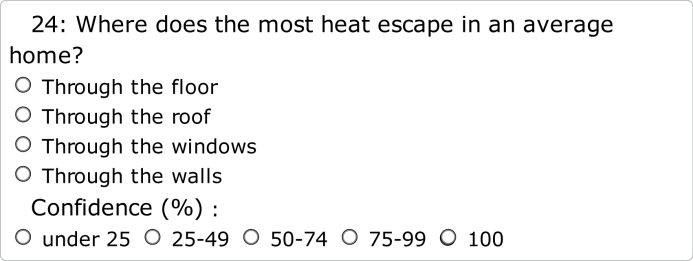 24: Where does the most heat escape in an average
home?
Through the floor
Through the roof
Through the windows
Through the walls
Confidence (%) :
under 25 25-49 50-74 75-99 100